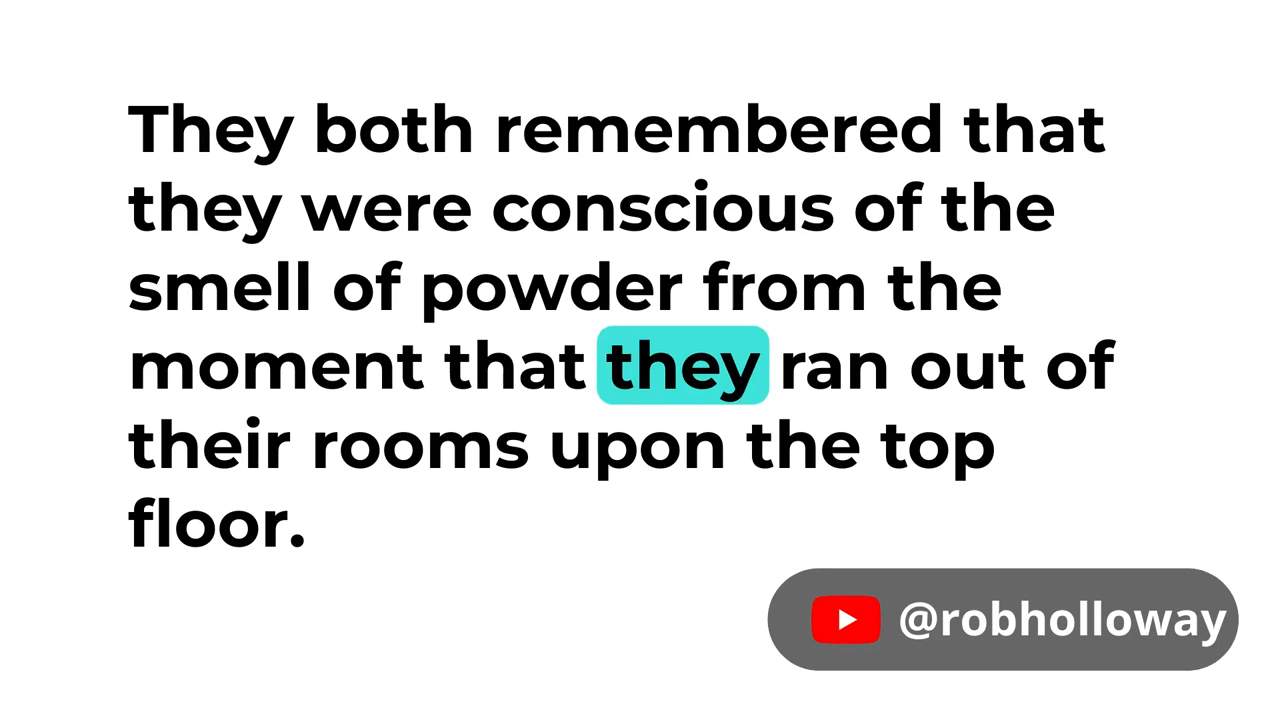 They both remembered that
they were conscious of the
smell of powder from the
moment that they ran out of
their rooms upon the top
floor.
@robholloway